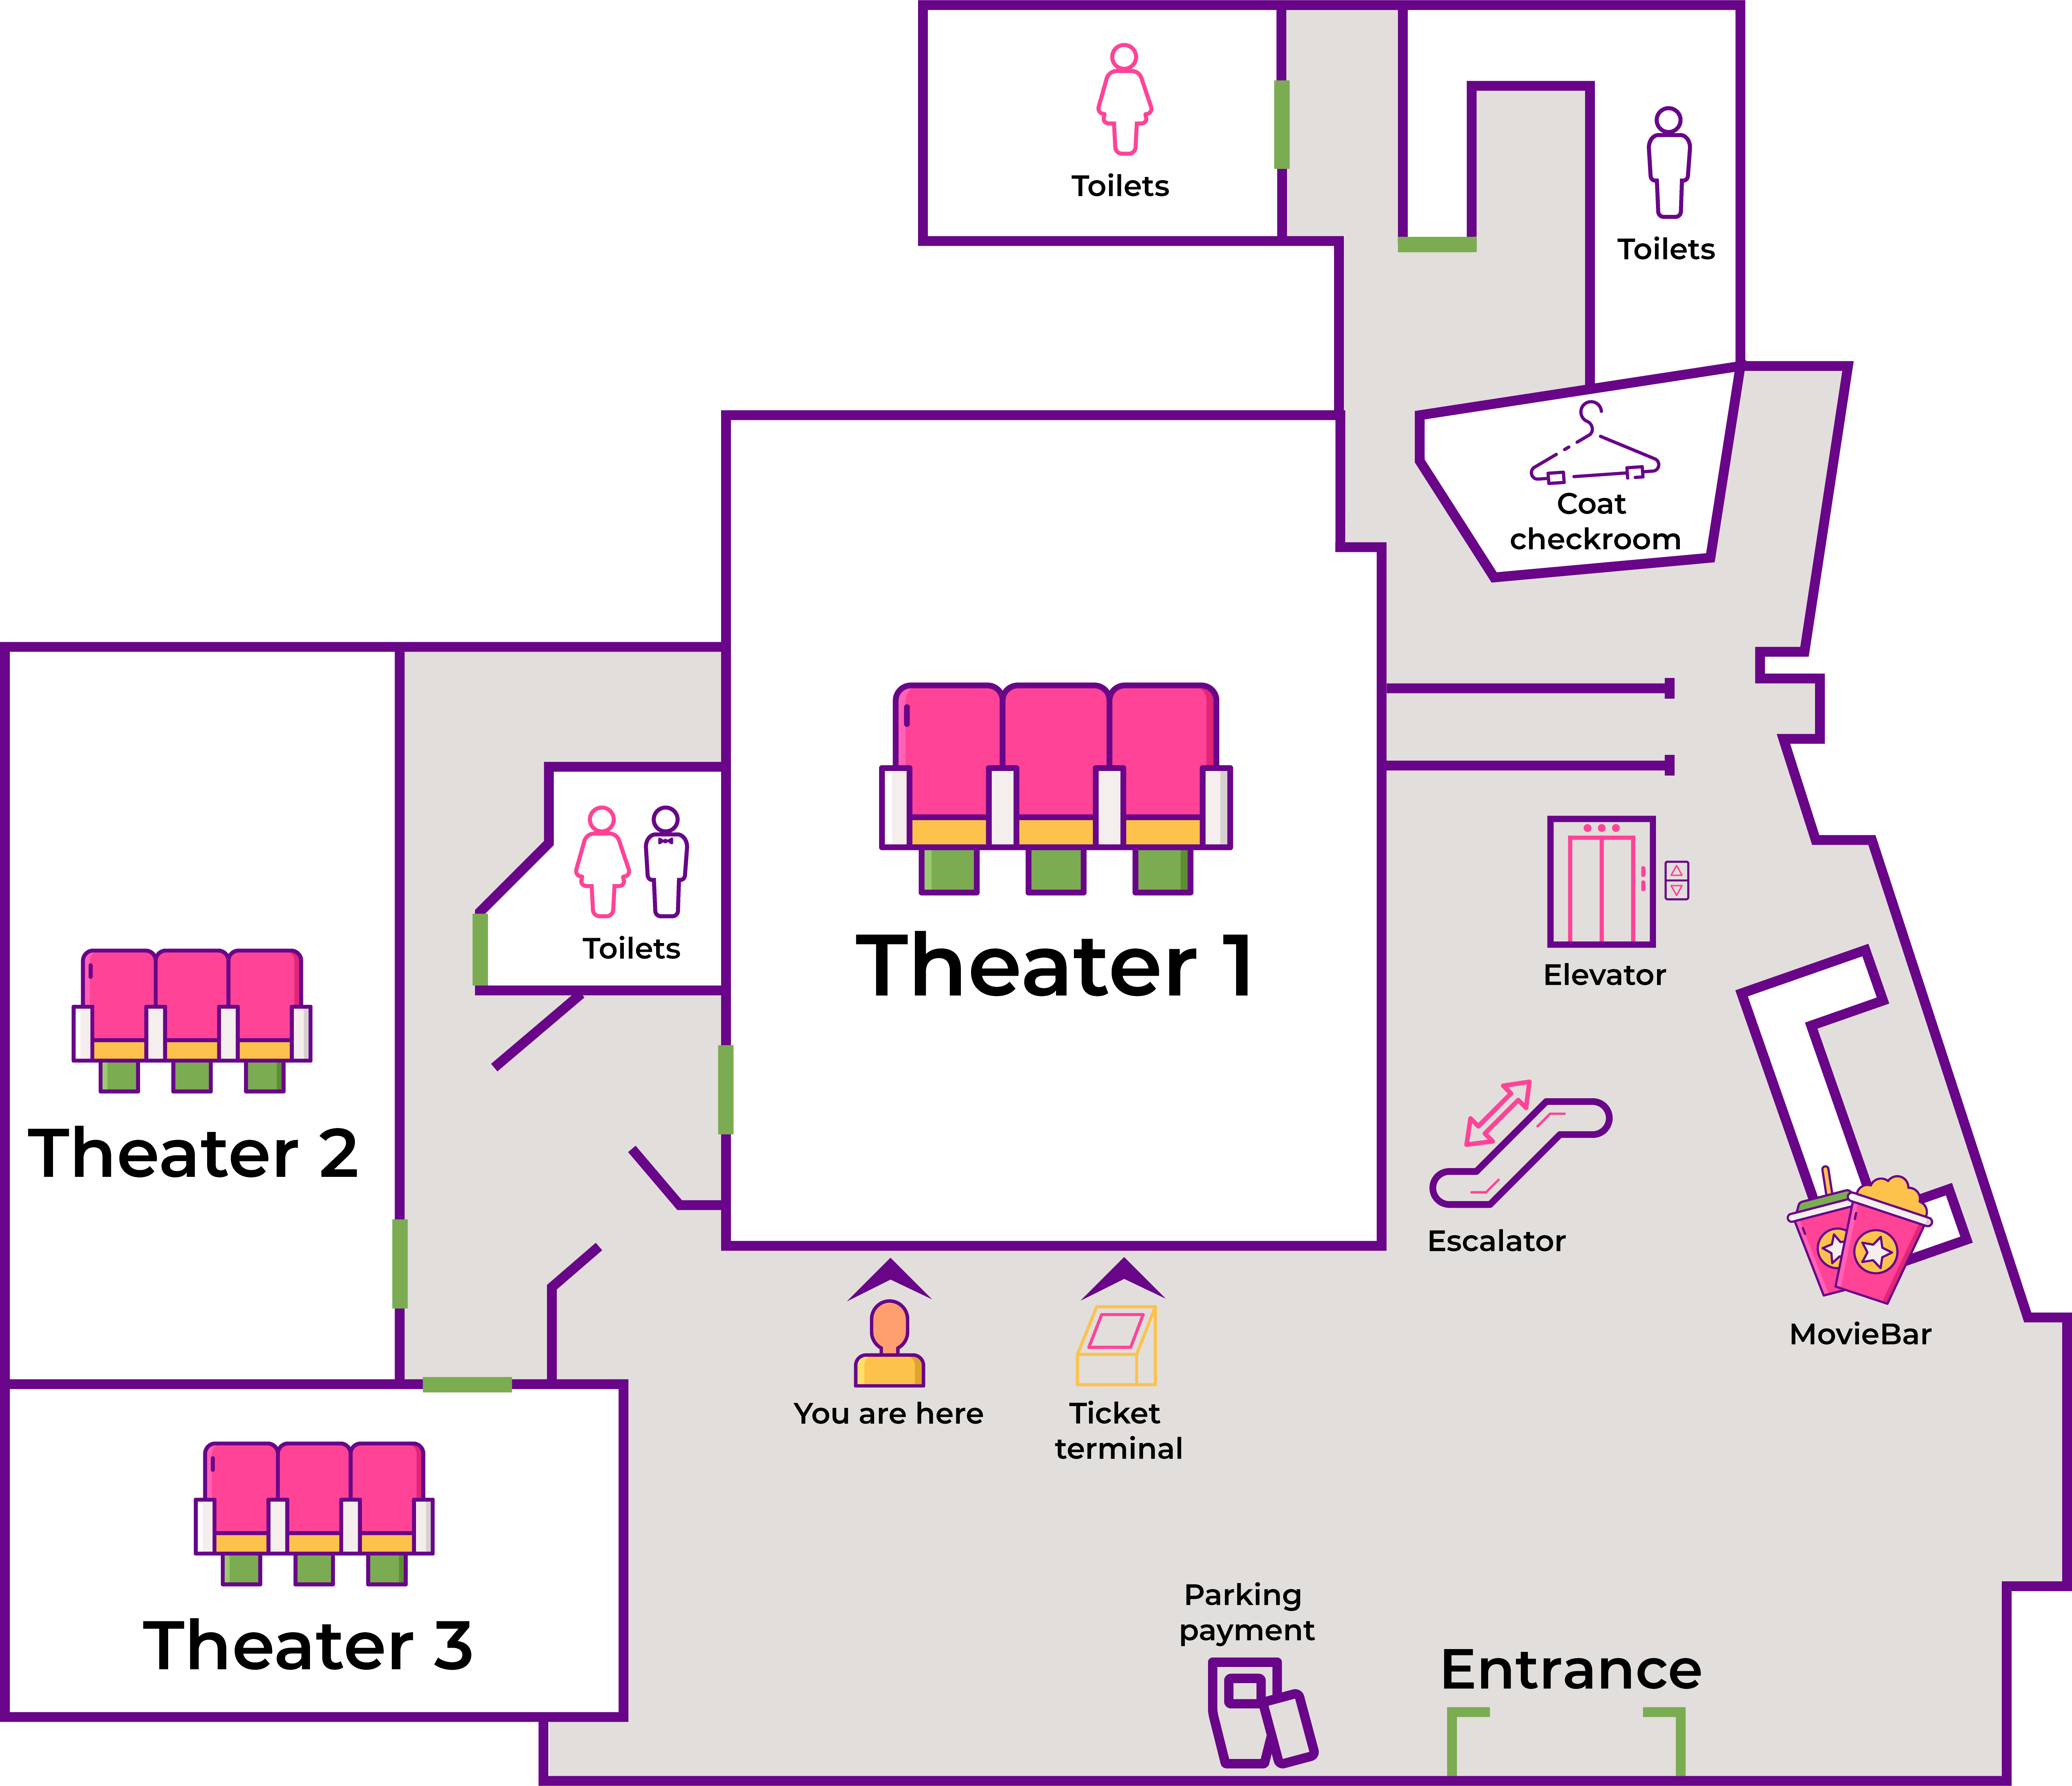 Toilets
Toilets
Coat
checkroom
Toilets
Theater 1
Elevator
Theater 2
Escalator
MovieBar
You are here
Ticket
terminal
Theater 3
Parking
payment
Entrance